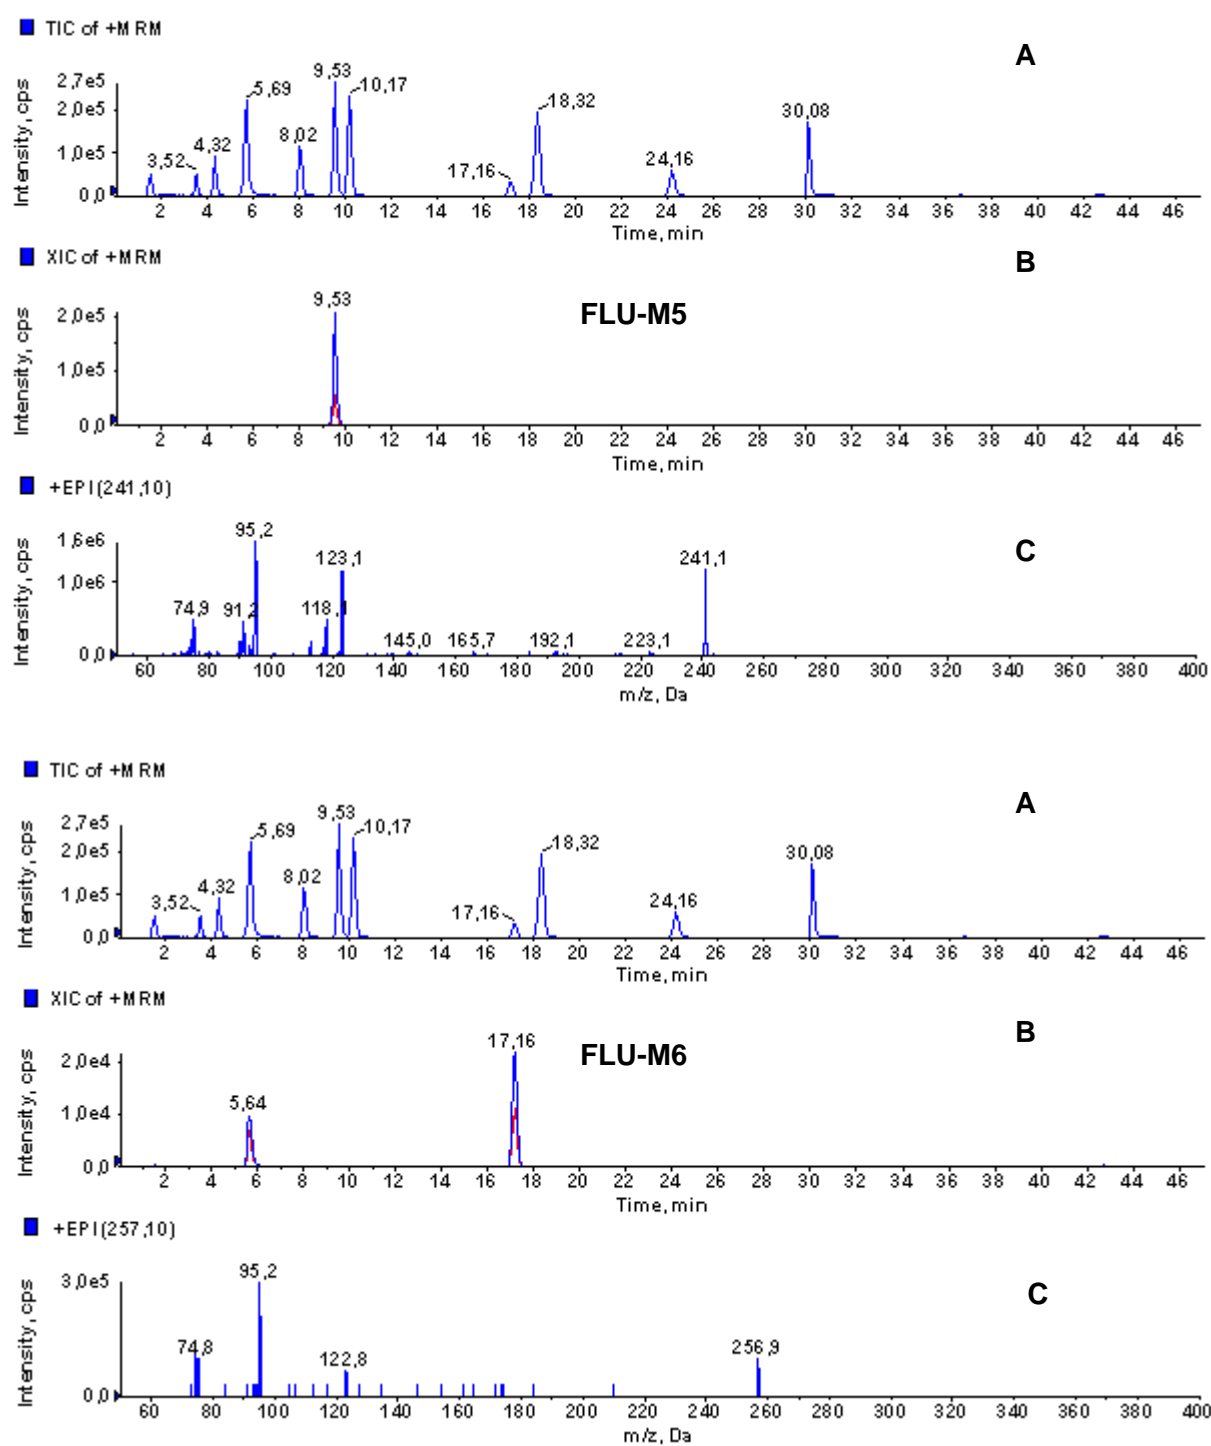 TIC of +MRM
A
Intensity, cps
2,7e5
2,0e5
1,0e5
0,0
3,52
4,32
5,69
8,02
9,53
10,17
17,16
18,32
24,16
30,08
2 4 6 8 10 12 14 16 18 20 22 24 26 28 30 32 34 36 38 40 42 44 46
Time, min
XIC of +MRM
B
FLU-M5
Intensity, cps
2,0e5
1,0e5
0,0
9,53
2 4 6 8 10 12 14 16 18 20 22 24 26 28 30 32 34 36 38 40 42 44 46
Time, min
+EPI(241,10)
C
Intensity, cps
1,6e6
1,0e6
0,0
74,9
91,2
95,2
118,1
123,1
145,0
165,7
192,1
223,1
241,1
60 80 100 120 140 160 180 200 220 240 260 280 300 320 340 360 380 400
m/z, Da
TIC of +MRM
A
Intensity, cps
2,7e5
2,0e5
1,0e5
0,0
3,52
4,32
5,69
8,02
9,53
10,17
17,16
18,32
24,16
30,08
2 4 6 8 10 12 14 16 18 20 22 24 26 28 30 32 34 36 38 40 42 44 46
Time, min
XIC of +MRM
B
FLU-M6
Intensity, cps
2,0e4
1,0e4
0,0
5,64
17,16
2 4 6 8 10 12 14 16 18 20 22 24 26 28 30 32 34 36 38 40 42 44 46
Time, min
+EPI(257,10)
C
Intensity, cps
3,0e5
0,0
74,8
95,2
122,8
256,9
60 80 100 120 140 160 180 200 220 240 260 280 300 320 340 360 380 400
m/z, Da